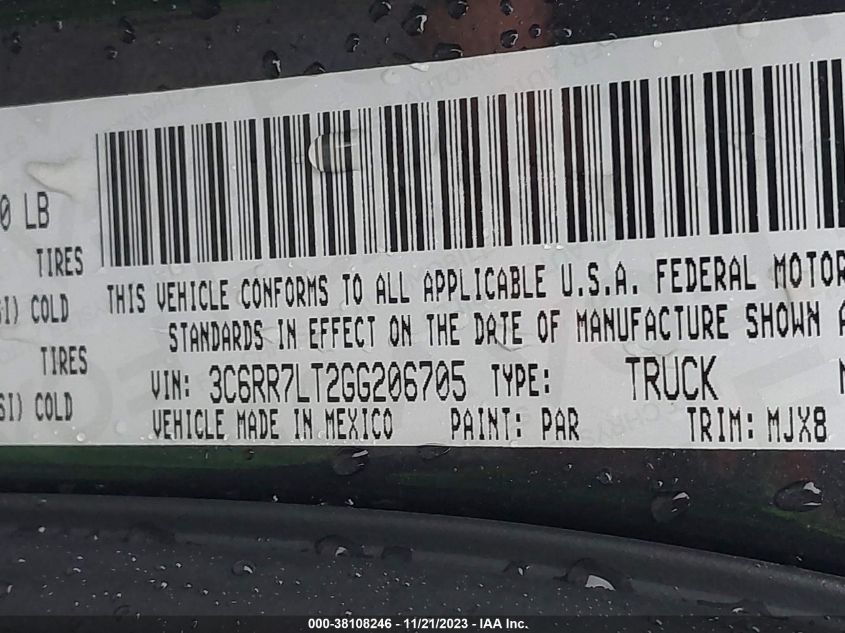 0 LB
TIRES
SI) COLD
TIRES
SI) COLD
THIS VEHICLE CONFORMS TO ALL APPLICABLE U.S.A. FEDERAL MOTOR
STANDARDS IN EFFECT ON THE DATE OF MANUFACTURE SHOWN A
VIN: 3C6RR7LT2GG206705 TYPE: TRUCK
VEHICLE MADE IN MEXICO PAINT: PAR TRIM: MJX8
000-38108246 - 11/21/2023 - IAA Inc.